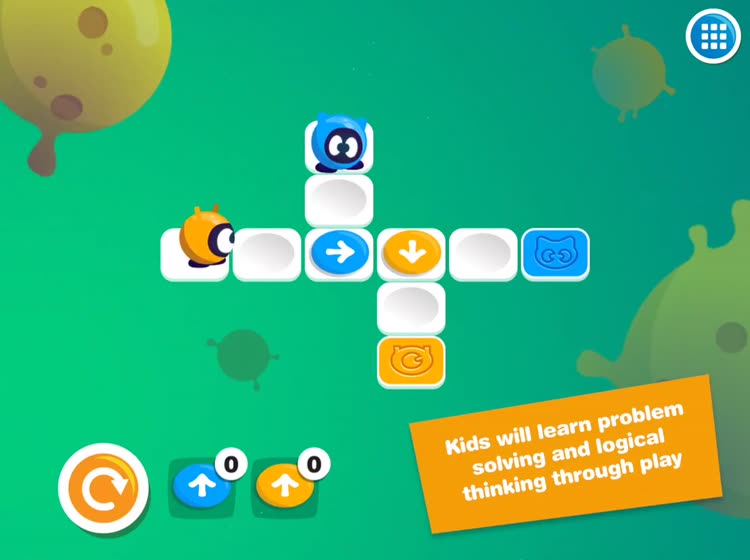 0
0
Kids will learn problem
solving and logical
thinking through play